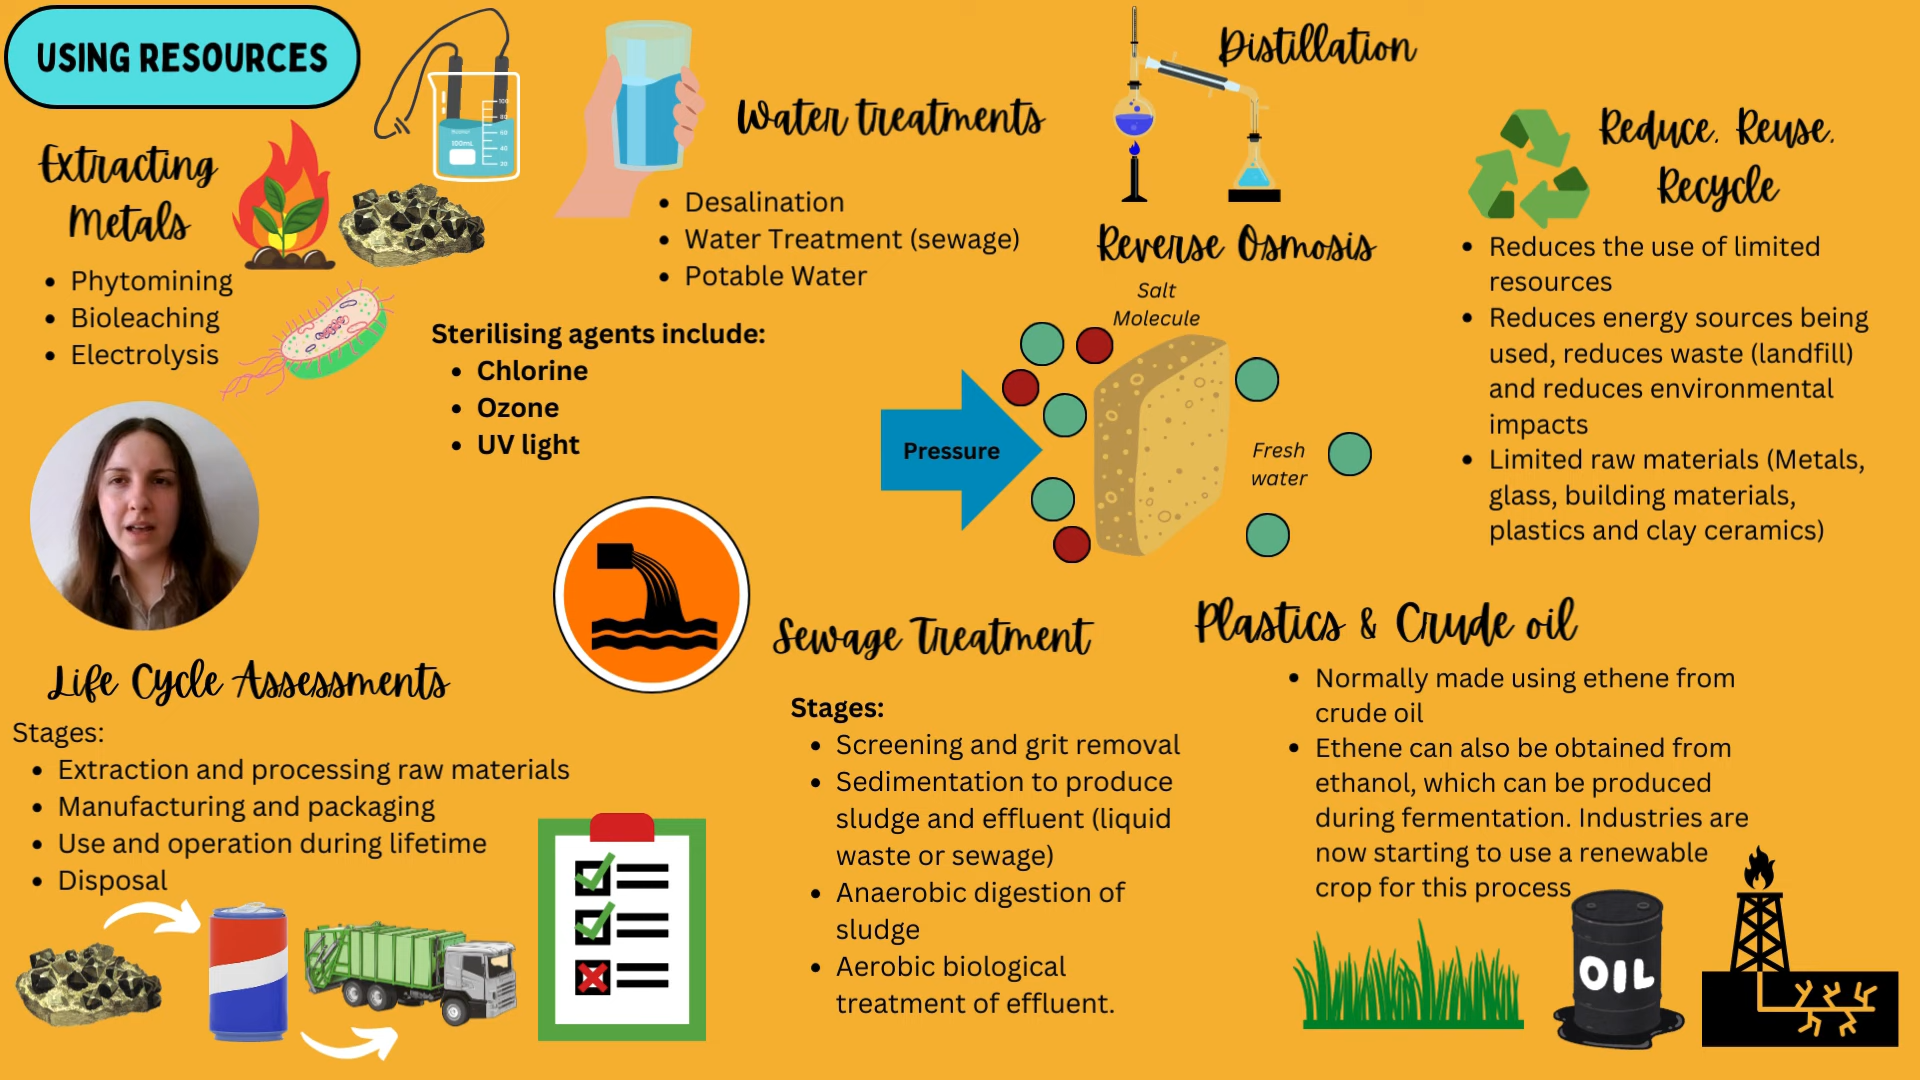 USING RESOURCES
Extracting
Metals
• Phytomining
• Bioleaching
• Electrolysis
100mL
100
80
60
40
20
Water treatments
• Desalination
• Water Treatment (sewage)
• Potable Water
Sterilising agents include:
• Chlorine
• Ozone
• UV light
Distillation
Reverse Osmosis
Salt
Molecule
Pressure
Fresh
water
Reduce, Reuse,
Recycle
• Reduces the use of limited
resources
• Reduces energy sources being
used, reduces waste (landfill)
and reduces environmental
impacts
• Limited raw materials (Metals,
glass, building materials,
plastics and clay ceramics)
Life Cycle Assessments
Stages:
• Extraction and processing raw materials
• Manufacturing and packaging
• Use and operation during lifetime
• Disposal
Sewage Treatment
Stages:
• Screening and grit removal
• Sedimentation to produce
sludge and effluent (liquid
waste or sewage)
• Anaerobic digestion of
sludge
• Aerobic biological
treatment of effluent.
Plastics & Crude oil
• Normally made using ethene from
crude oil
• Ethene can also be obtained from
ethanol, which can be produced
during fermentation. Industries are
now starting to use a renewable
crop for this process
OIL